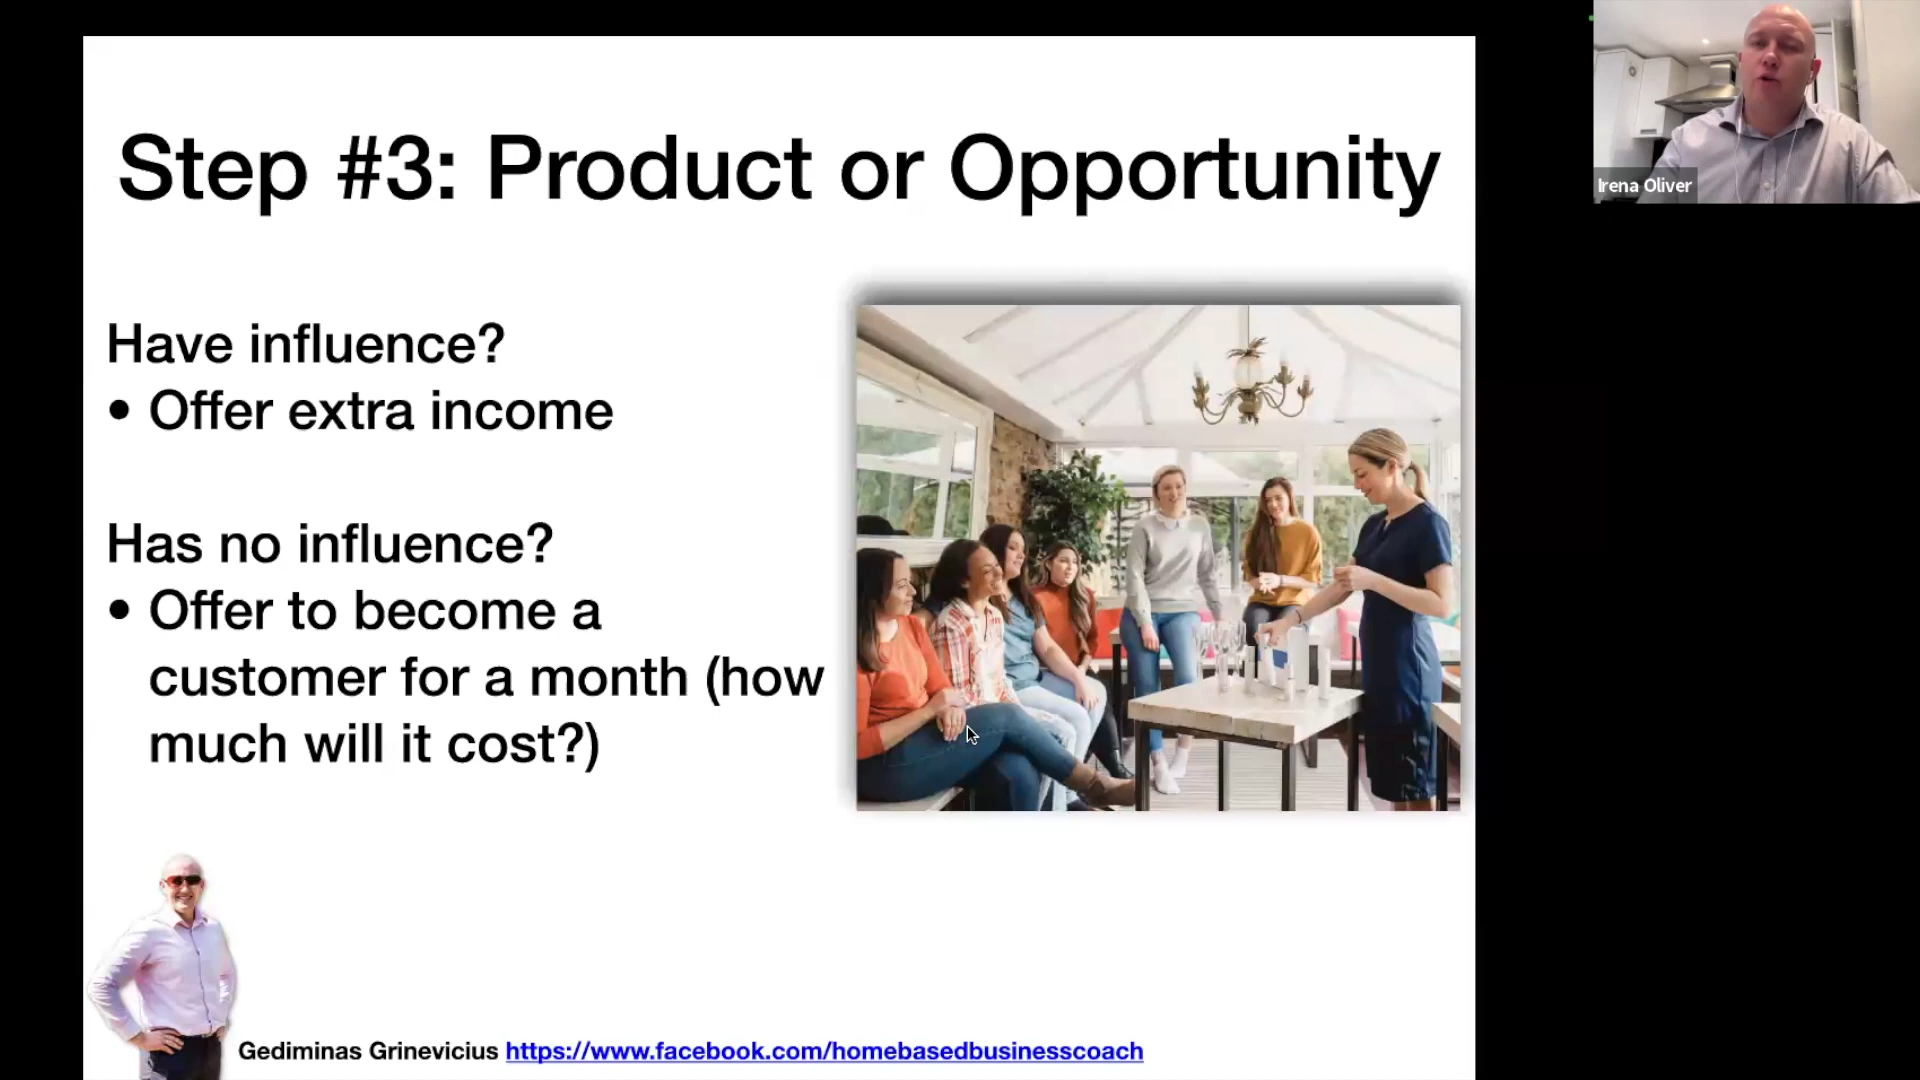 Step #3: Product or Opportunity
Irena Oliver
Have influence?
• Offer extra income
Has no influence?
• Offer to become a
customer for a month (how
much will it cost?)
Gediminas Grinevicius https://www.facebook.com/homebasedbusinesscoach